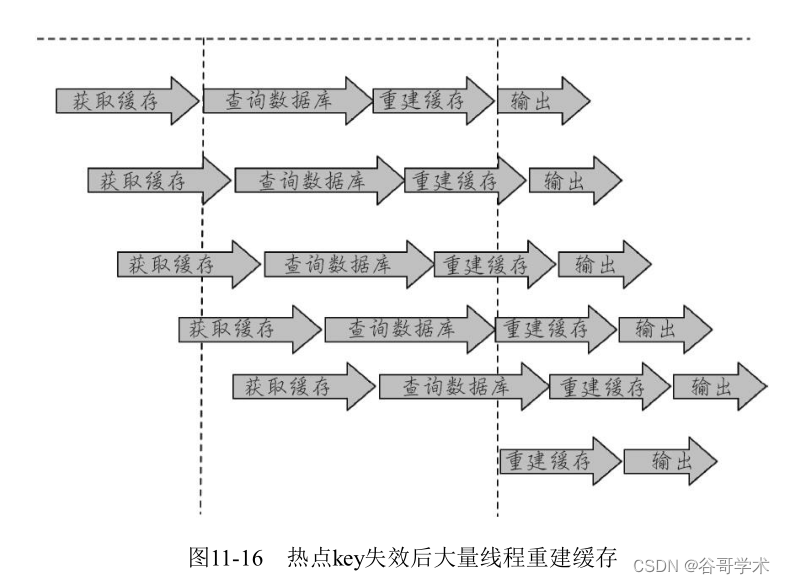 获取缓存 查询数据库 重建缓存 输出
获取缓存 查询数据库 重建缓存 输出
获取缓存 查询数据库 重建缓存 输出
获取缓存 查询数据库 重建缓存 输出
获取缓存 查询数据库 重建缓存 输出
重建缓存 输出
图11-16 热点key失效后大量线程重建缓存
CSDN @谷哥学术